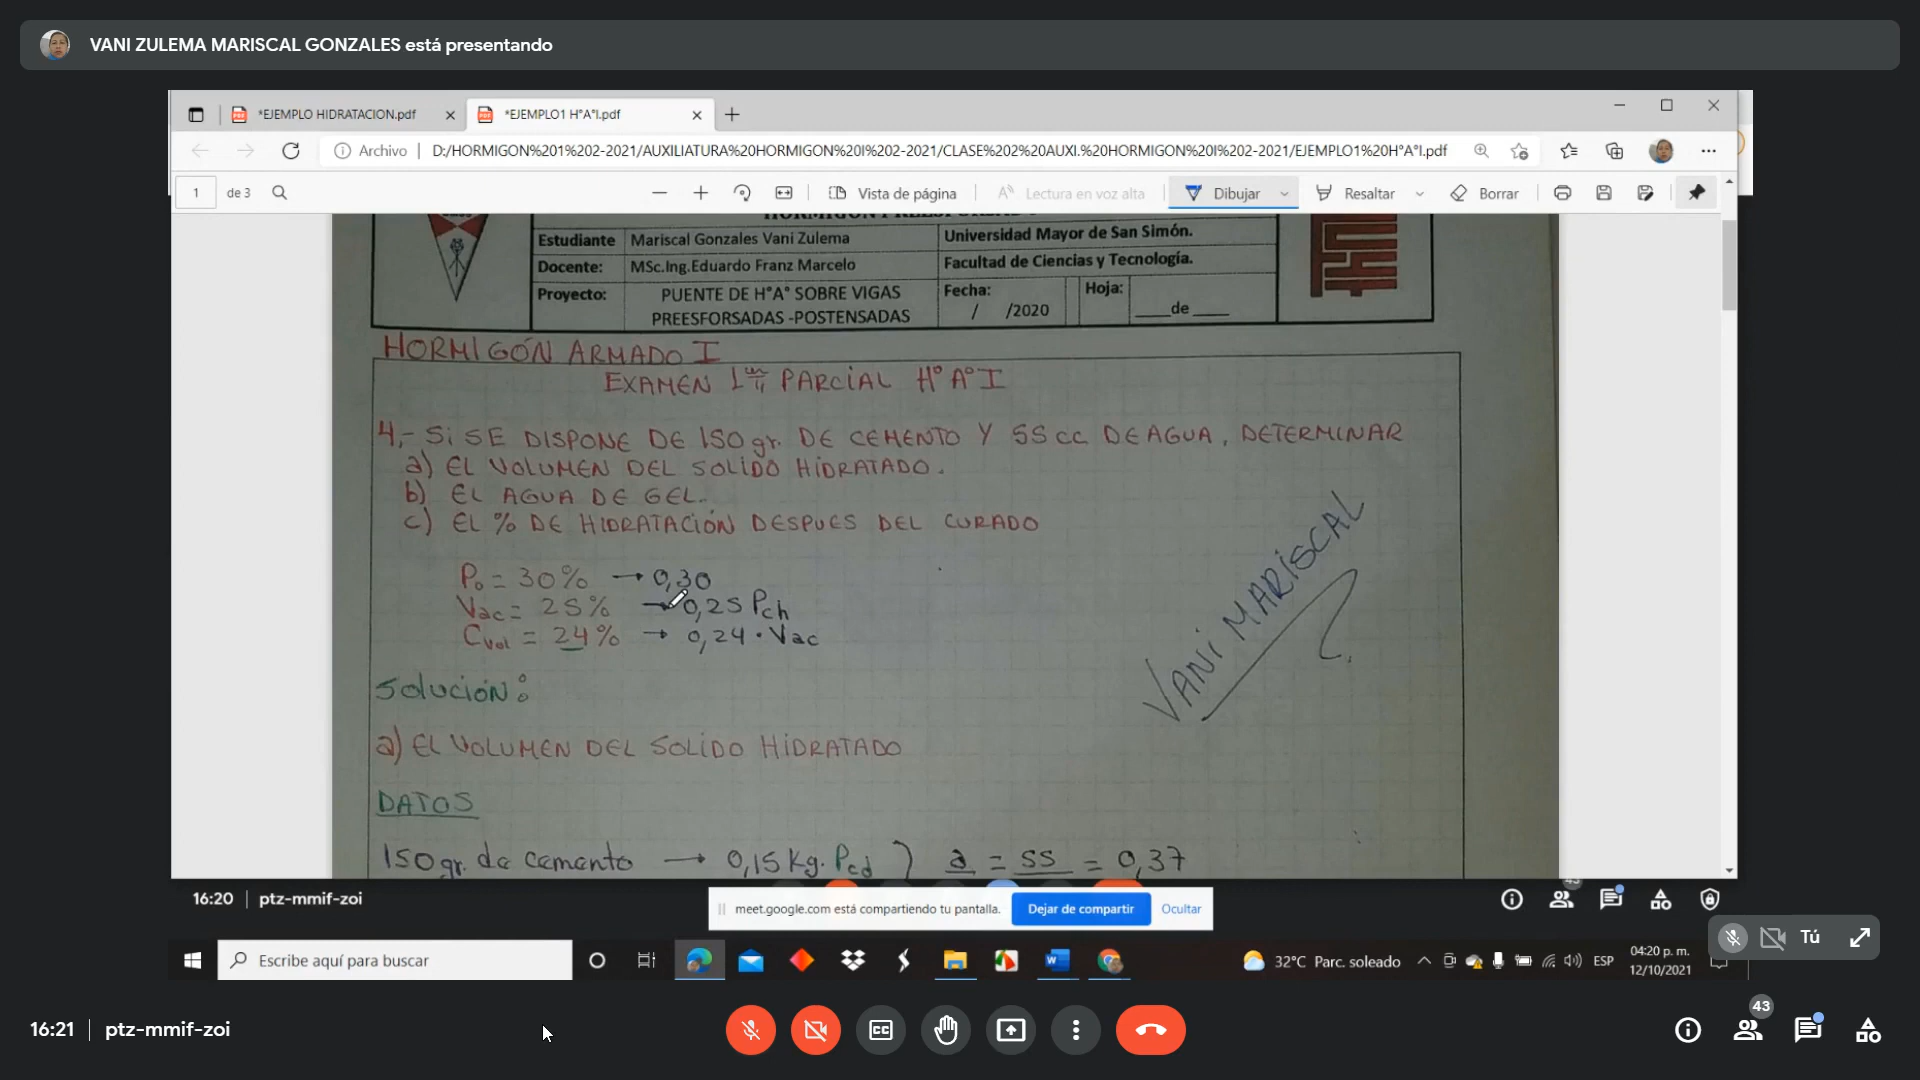 VANI ZULEMA MARISCAL GONZALES está presentando
*EJEMPLO HIDRATACION.pdf
*EJEMPLO1 H°A°I.pdf
Archivo
D:/HORMIGON%201%202-2021/AUXILIATURA%20HORMIGON%20I%202-2021/CLASE%202%20AUXI.%20HORMIGON%20I%202-2021/EJEMPLO1%20H°A°I.pdf
1 de 3
Vista de página
Lectura en voz alta
Dibujar
Resaltar
Borrar
Estudiante Mariscal Gonzales Vani Zulema
Universidad Mayor de San Simón.
Docente: MSc.Ing.Eduardo Franz Marcelo
Facultad de Ciencias y Tecnología.
Proyecto: PUENTE DE H°A° SOBRE VIGAS
PREESFORSADAS -POSTENSADAS
Fecha:
/ /2020
Hoja:
____de ____
HORMIGÓN ARMADO I
EXAMEN 1er PARCIAL H°A°I
4.- Si SE DISPONE DE 150gr. DE CEMENTO Y 55cc DE AGUA, DETERMINAR
a) EL VOLUMEN DEL SOLIDO HIDRATADO.
b) EL AGUA DE GEL.
c) EL % DE HIDRATACIÓN DESPUES DEL CURADO
Po = 30% → 0,30
Vac = 25% → 0,25 Pch
Cvol = 24% → 0,24 · Vac
VANI MARISCAL
Solución:
a) EL VOLUMEN DEL SOLIDO HIDRATADO
DATOS
150gr. de cemento → 0,15 kg. Pcd ) a = 55 = 0,37
16:20 | ptz-mmif-zoi
meet.google.com está compartiendo tu pantalla.
Dejar de compartir
Ocultar
Tú
Escribe aquí para buscar
32°C Parc. soleado
ESP
04:20 p. m.
12/10/2021
16:21 | ptz-mmif-zoi
CC
43